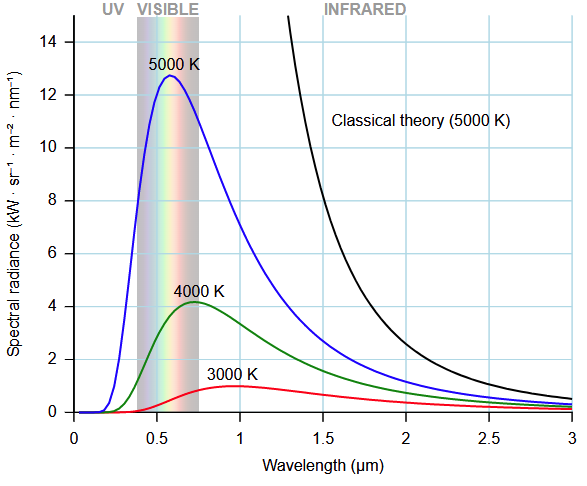 UV VISIBLE INFRARED
14
12
10
8
6
4
2
0
Spectral radiance (kW · sr⁻¹ · m⁻² · nm⁻¹)
5000 K
Classical theory (5000 K)
4000 K
3000 K
0 0.5 1 1.5 2 2.5 3
Wavelength (μm)